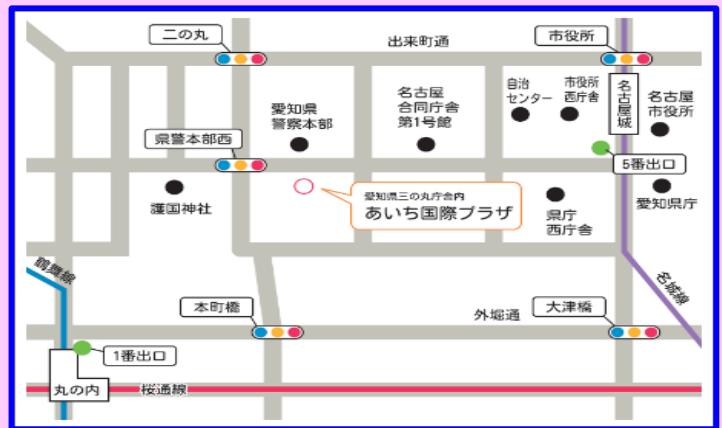 二の丸
出来町通
市役所
愛知県
警察本部
名古屋
合同庁舎
第1号館
自治
センター
市役所
西庁舎
名古屋城
名古屋
市役所
県警本部西
5番出口
護国神社
愛知県三の丸庁舎内
あいち国際プラザ
県庁
西庁舎
愛知県庁
鶴舞線
本町橋
外堀通
大津橋
名城線
1番出口
丸の内
桜通線